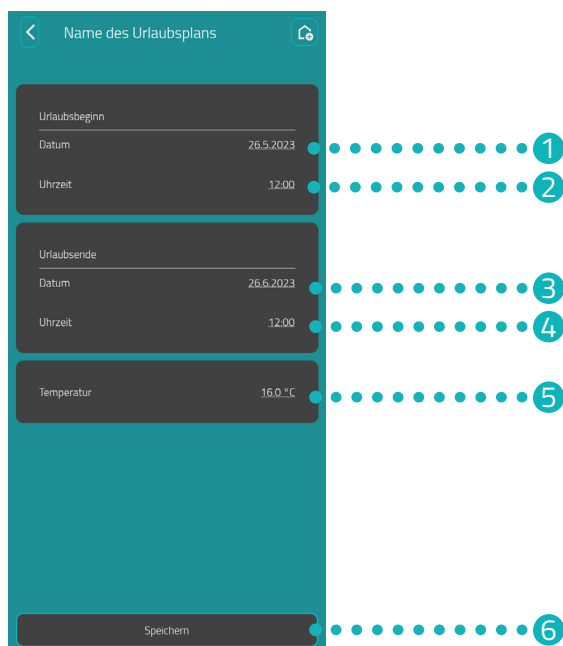 Name des Urlaubsplans
Urlaubsbeginn
Datum 26.5.2023 1
Uhrzeit 12:00 2
Urlaubsende
Datum 26.6.2023 3
Uhrzeit 12:00 4
Temperatur 16.0 °C 5
Speichern 6